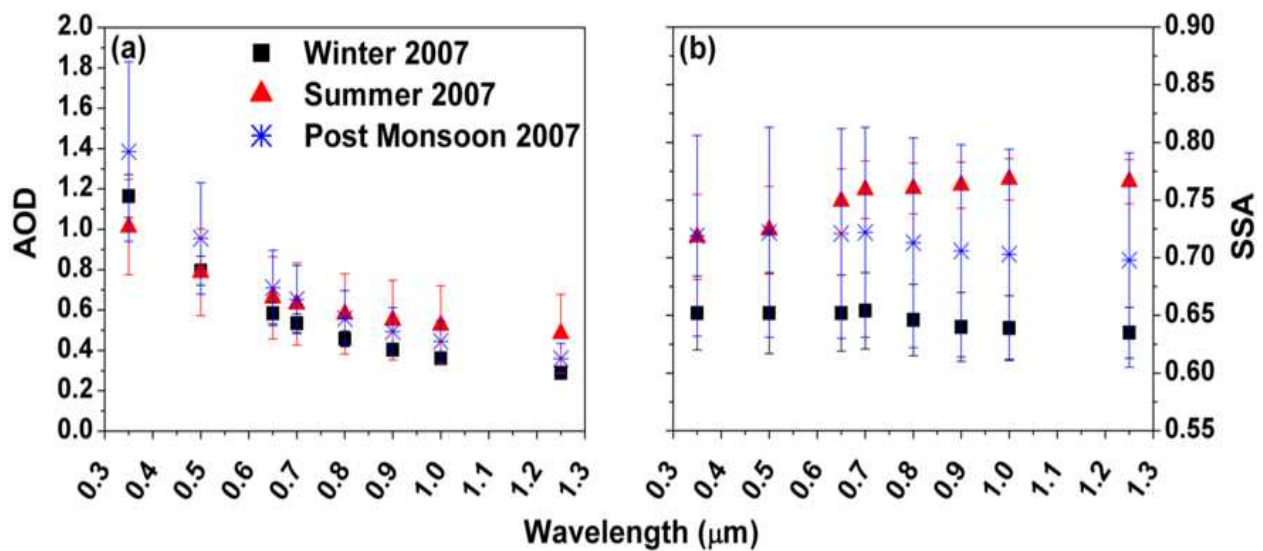 2.0
1.8
1.6
1.4
1.2
1.0
0.8
0.6
0.4
0.2
0.0
AOD
(a)
Winter 2007
Summer 2007
Post Monsoon 2007
0.3 0.4 0.5 0.6 0.7 0.8 0.9 1.0 1.1 1.2 1.3
(b)
0.90
0.85
0.80
0.75
0.70
0.65
0.60
0.55
SSA
0.3 0.4 0.5 0.6 0.7 0.8 0.9 1.0 1.1 1.2 1.3
Wavelength (μm)